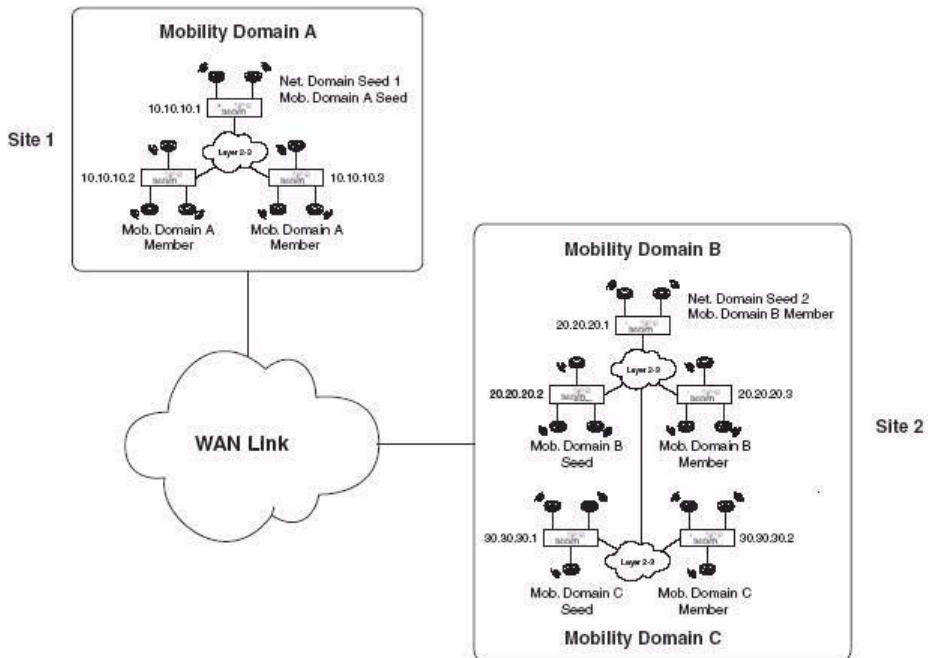 Mobility Domain A
Net. Domain Seed 1
Mob. Domain A Seed
10.10.10.1
Site 1
Layer 2-3
10.10.10.2
10.10.10.3
Mob. Domain A
Member
Mob. Domain A
Member
Mobility Domain B
Net. Domain Seed 2
Mob. Domain B Member
20.20.20.1
Layer 2-3
20.20.20.2
20.20.20.3
Site 2
Mob. Domain B
Seed
Mob. Domain B
Member
WAN Link
30.30.30.1
30.30.30.2
Layer 2-3
Mob. Domain C
Seed
Mob. Domain C
Member
Mobility Domain C